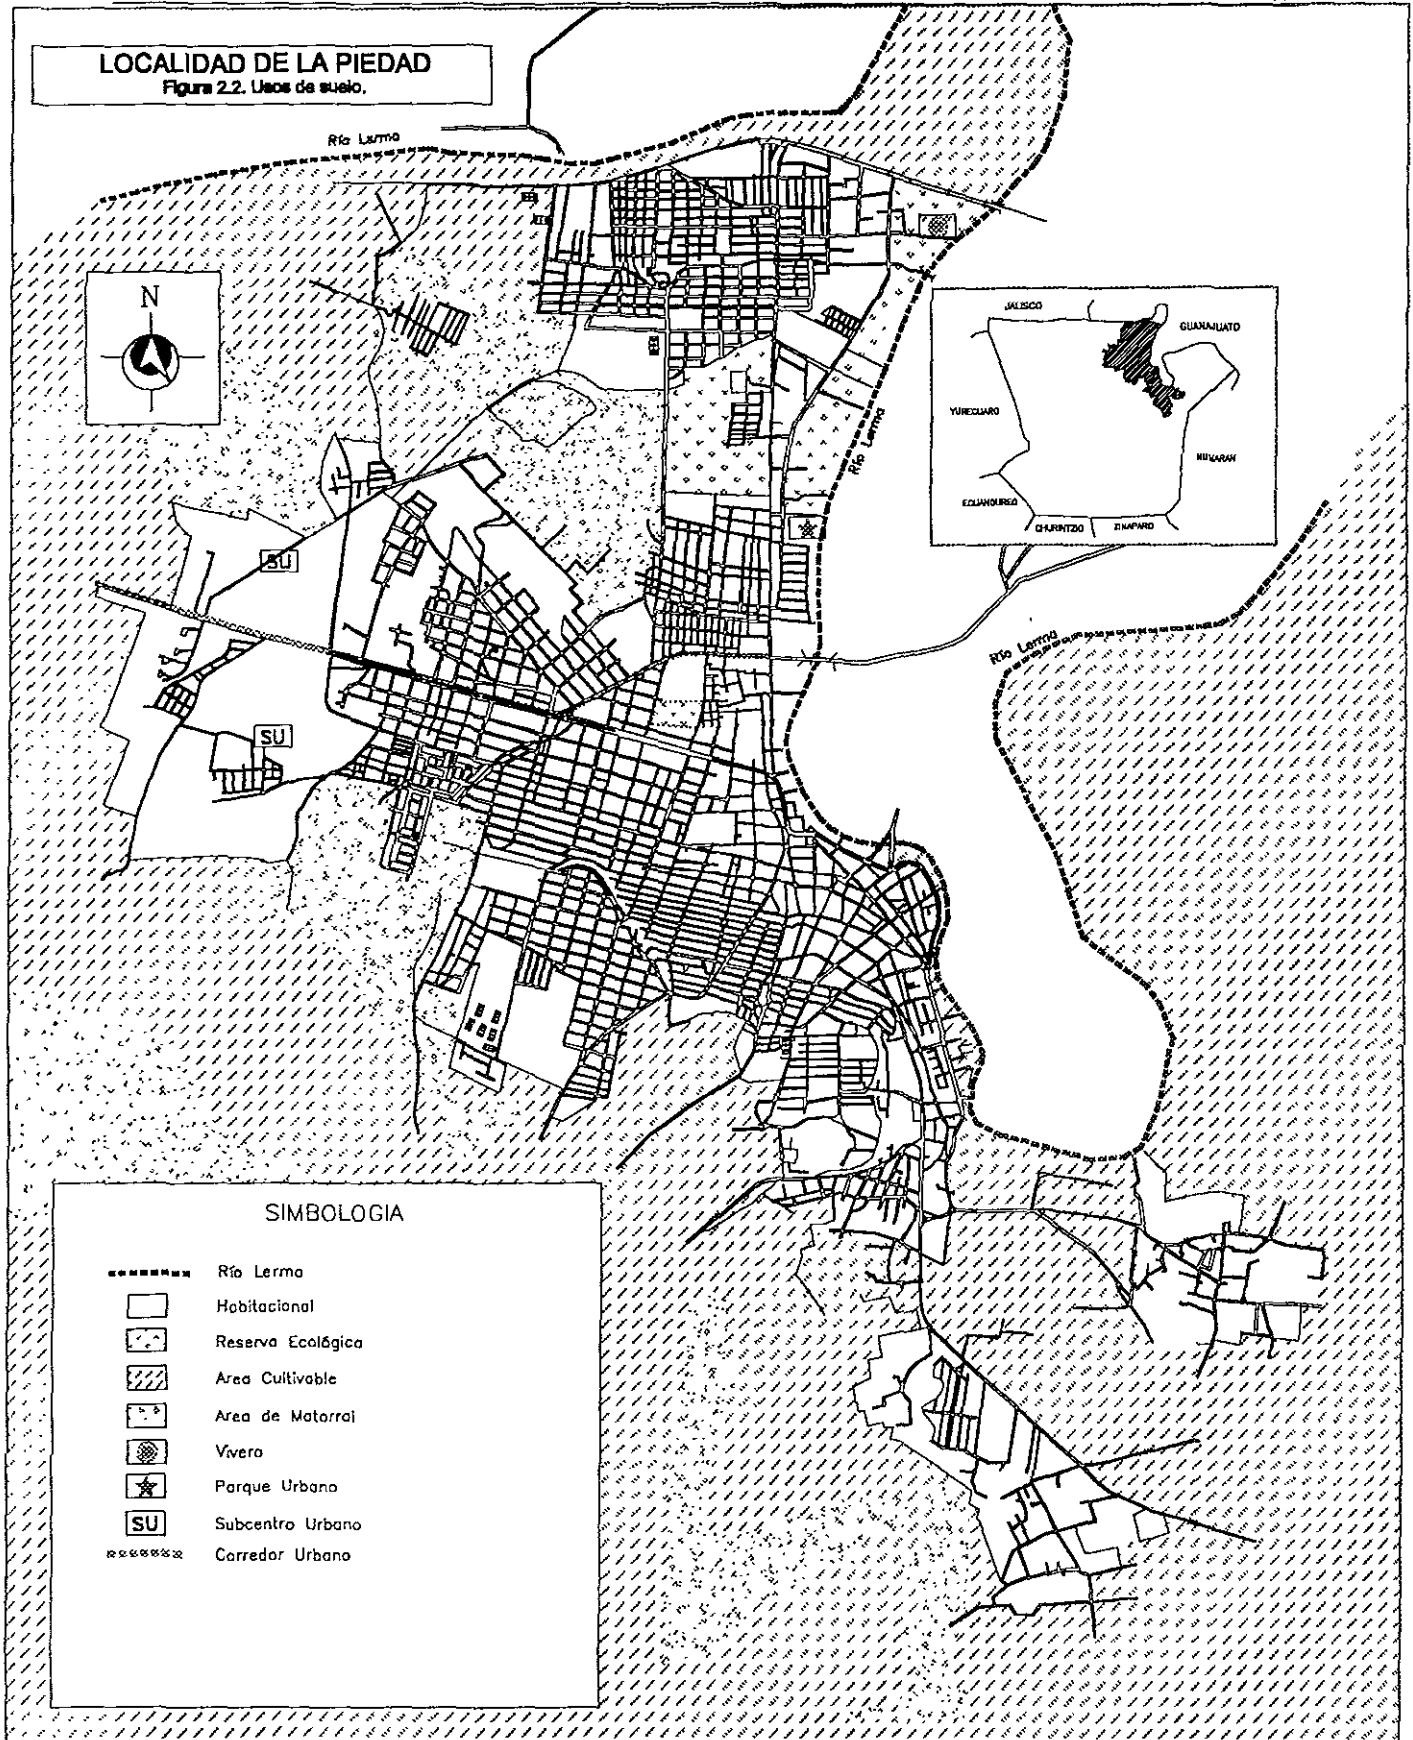 LOCALIDAD DE LA PIEDAD
Figura 2.2. Usos de suelo.
Río Lerma
N
JALISCO
GUANAJUATO
YURECUARO
NUMARAN
ECUANDUREO
CHURINTZIO
ZINAPARO
Río Lerma
SU
Río Lerma
SU
SIMBOLOGIA
Río Lerma
Habitacional
Reserva Ecológica
Area Cultivable
Area de Matorral
Vivero
Parque Urbano
SU
Subcentro Urbano
Corredor Urbano